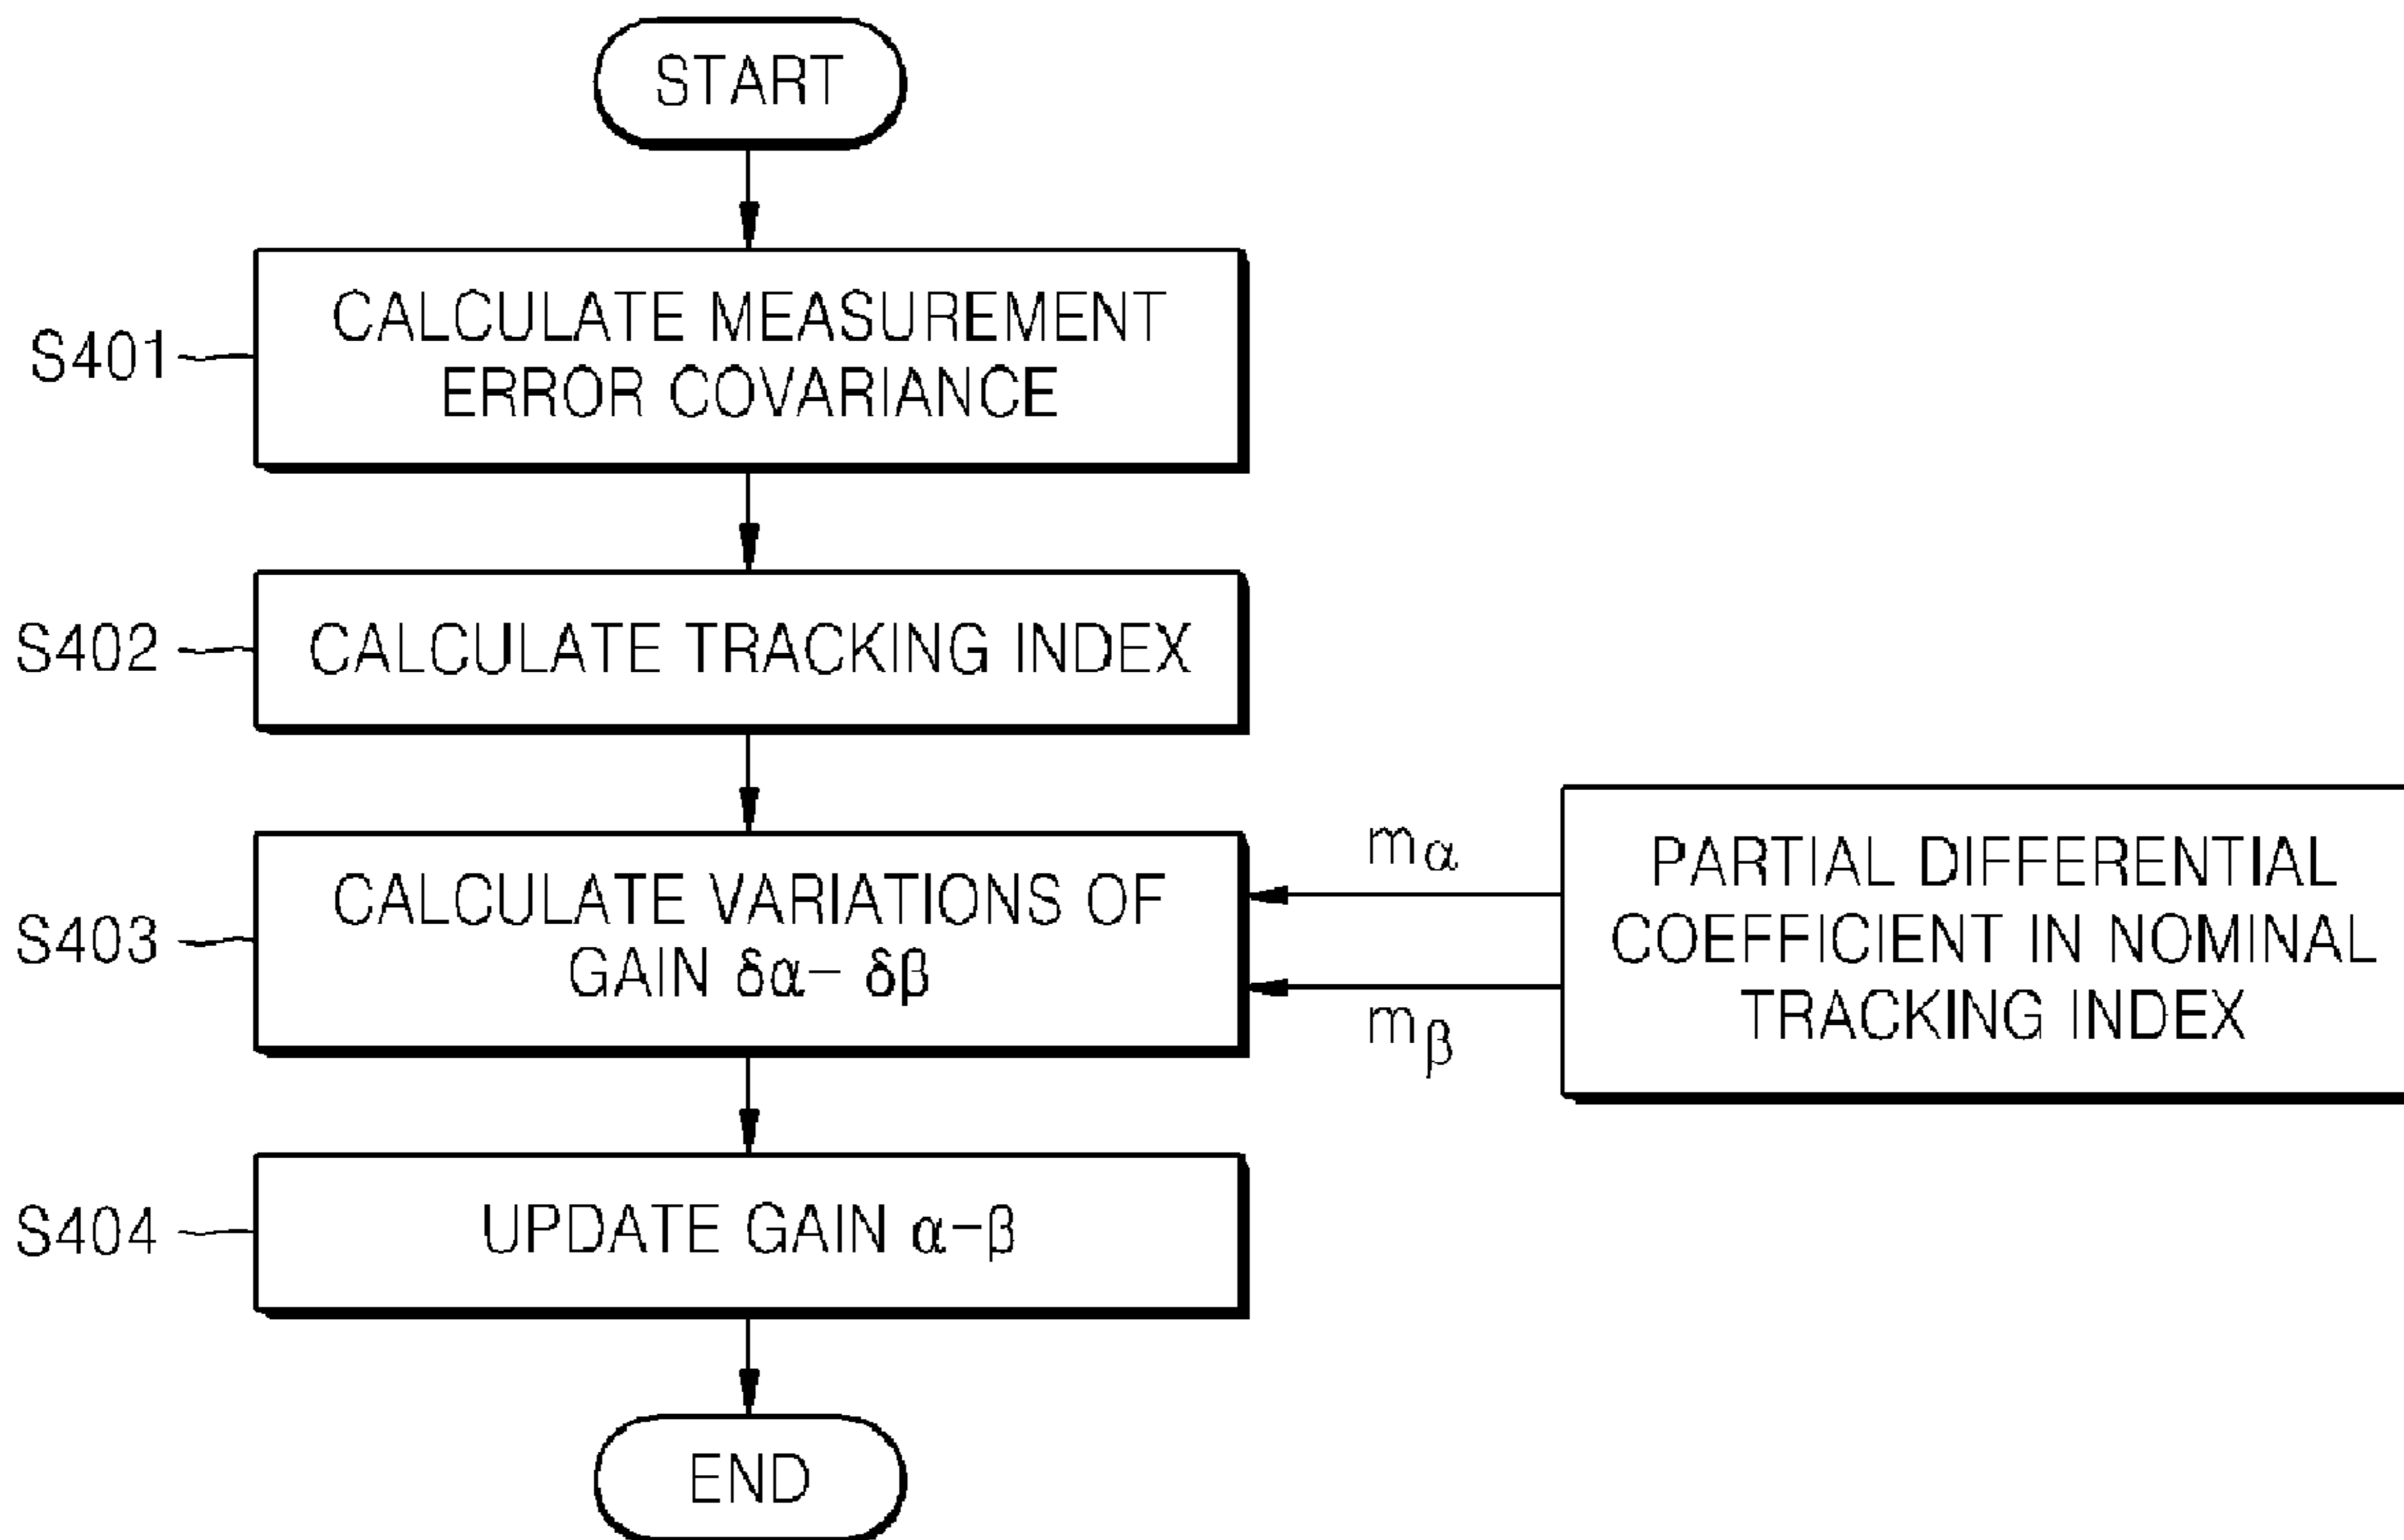 START
S401
CALCULATE MEASUREMENT
ERROR COVARIANCE
S402
CALCULATE TRACKING INDEX
S403
CALCULATE VARIATIONS OF
GAIN δα- δβ
mα
mβ
PARTIAL DIFFERENTIAL
COEFFICIENT IN NOMINAL
TRACKING INDEX
S404
UPDATE GAIN α-β
END